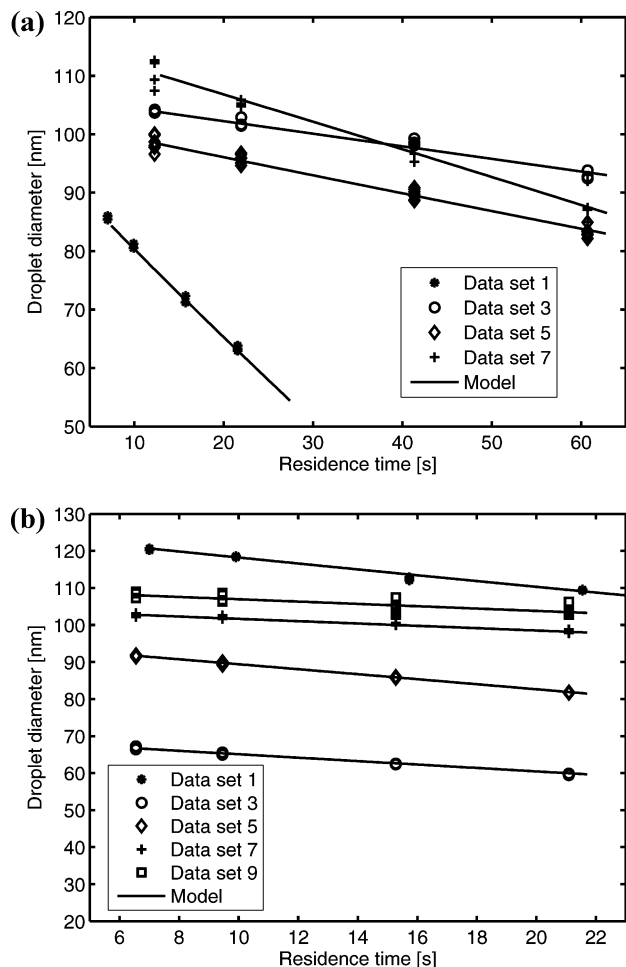 (a)
120
110
100
90
80
70
60
50
Droplet diameter [nm]
Data set 1
Data set 3
Data set 5
Data set 7
Model
10 20 30 40 50 60
Residence time [s]
(b)
130
120
110
100
90
80
70
60
50
40
30
20
Droplet diameter [nm]
Data set 1
Data set 3
Data set 5
Data set 7
Data set 9
Model
6 8 10 12 14 16 18 20 22
Residence time [s]